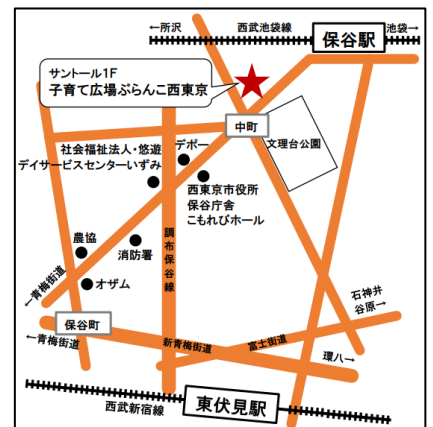 ←所沢
西武池袋線
池袋→
保谷駅
サントール1F
子育て広場ぶらんこ西東京
中町
文理台公園
社会福祉法人・悠遊
デイサービスセンターいずみ
デポー
西東京市役所
保谷庁舎
こもれびホール
調布保谷線
農協
消防署
オザム
←青梅街道
保谷町
←青梅街道
新青梅街道
富士街道
石神井
谷原→
環八→
西武新宿線
東伏見駅